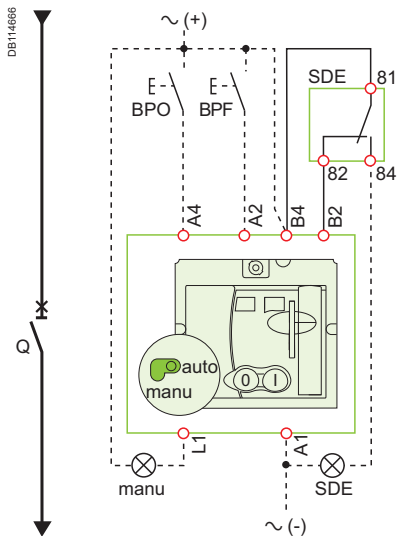 DB114666
∼ (+)
SDE
81
BPO
BPF
82
84
A4
A2
B4
B2
Q
auto
manu
0
I
L1
A1
manu
SDE
∼ (-)